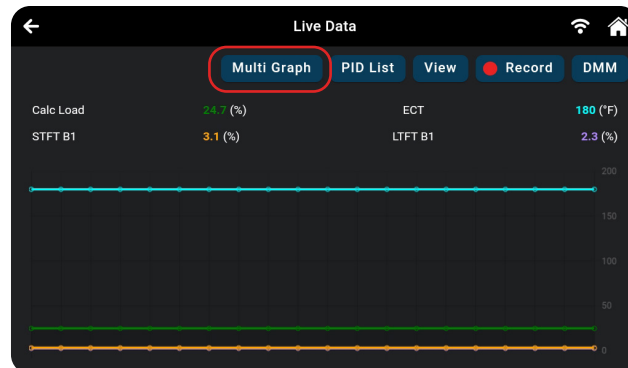 Live Data
Multi Graph PID List View Record DMM
Calc Load 24.7 (%) ECT 180 (°F)
STFT B1 3.1 (%) LTFT B1 2.3 (%)
200
150
100
50
0